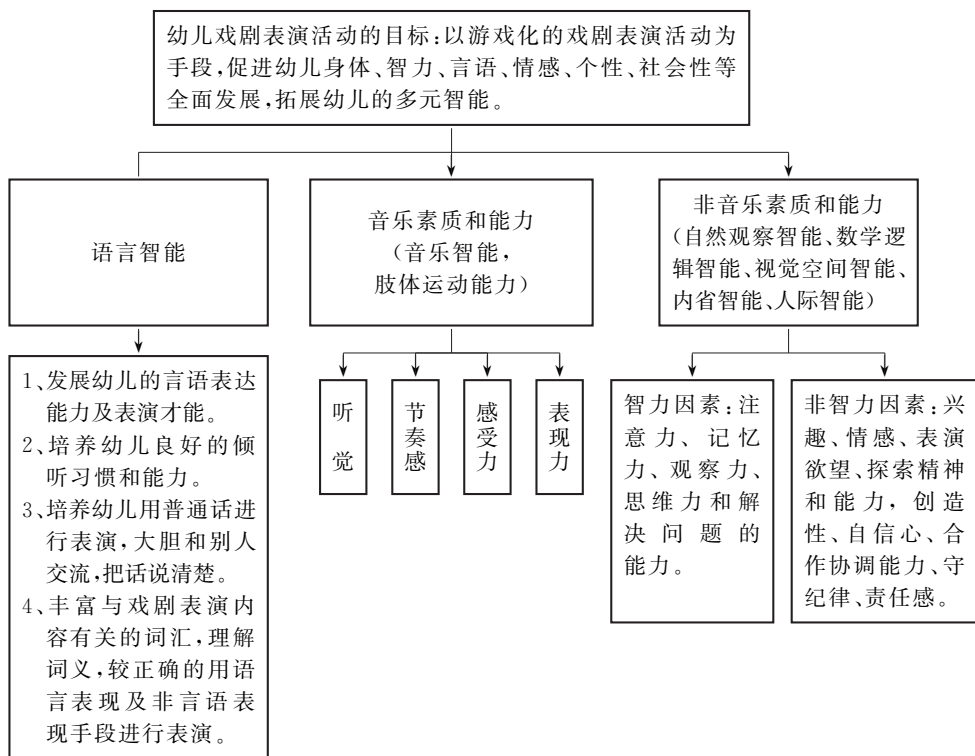 幼儿戏剧表演活动的目标：以游戏化的戏剧表演活动为
手段，促进幼儿身体、智力、言语、情感、个性、社会性等
全面发展，拓展幼儿的多元智能。
语言智能
音乐素质和能力
（音乐智能，
肢体运动能力）
非音乐素质和能力
（自然观察智能、数学逻
辑智能、视觉空间智能、
内省智能、人际智能）
1、发展幼儿的言语表达
能力及表演才能。
2、培养幼儿良好的倾
听习惯和能力。
3、培养幼儿用普通话进
行表演，大胆和别人
交流，把话说清楚。
4、丰富与戏剧表演内
容有关的词汇，理解
词义，较正确的用语
言表现及非言语表
现手段进行表演。
听觉
节奏感
感受力
表现力
智力因素：注
意力、记忆
力、观察力、
思维力和解
决问题的
能力。
非智力因素：兴
趣、情感、表演
欲望、探索精神
和能力，创造
性、自信心、合
作协调能力、守
纪律、责任感。